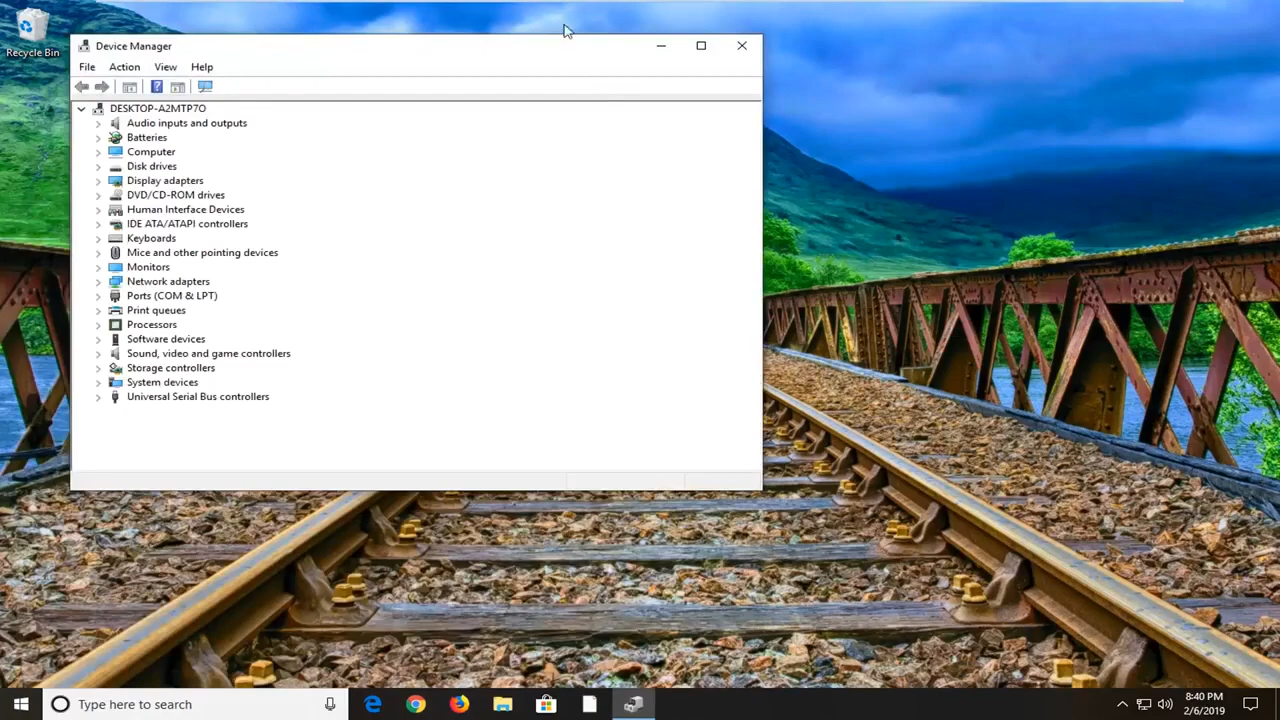 Recycle Bin
Device Manager
File Action View Help
DESKTOP-A2MTP7O
Audio inputs and outputs
Batteries
Computer
Disk drives
Display adapters
DVD/CD-ROM drives
Human Interface Devices
IDE ATA/ATAPI controllers
Keyboards
Mice and other pointing devices
Monitors
Network adapters
Ports (COM & LPT)
Print queues
Processors
Software devices
Sound, video and game controllers
Storage controllers
System devices
Universal Serial Bus controllers
Type here to search
8:40 PM
2/6/2019